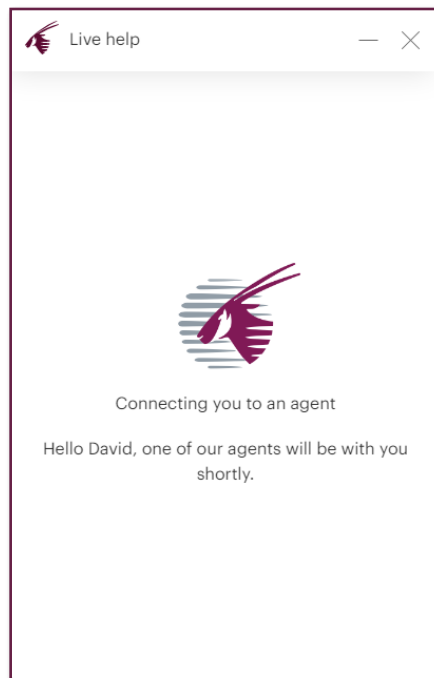 Live help
Connecting you to an agent
Hello David, one of our agents will be with you
shortly.